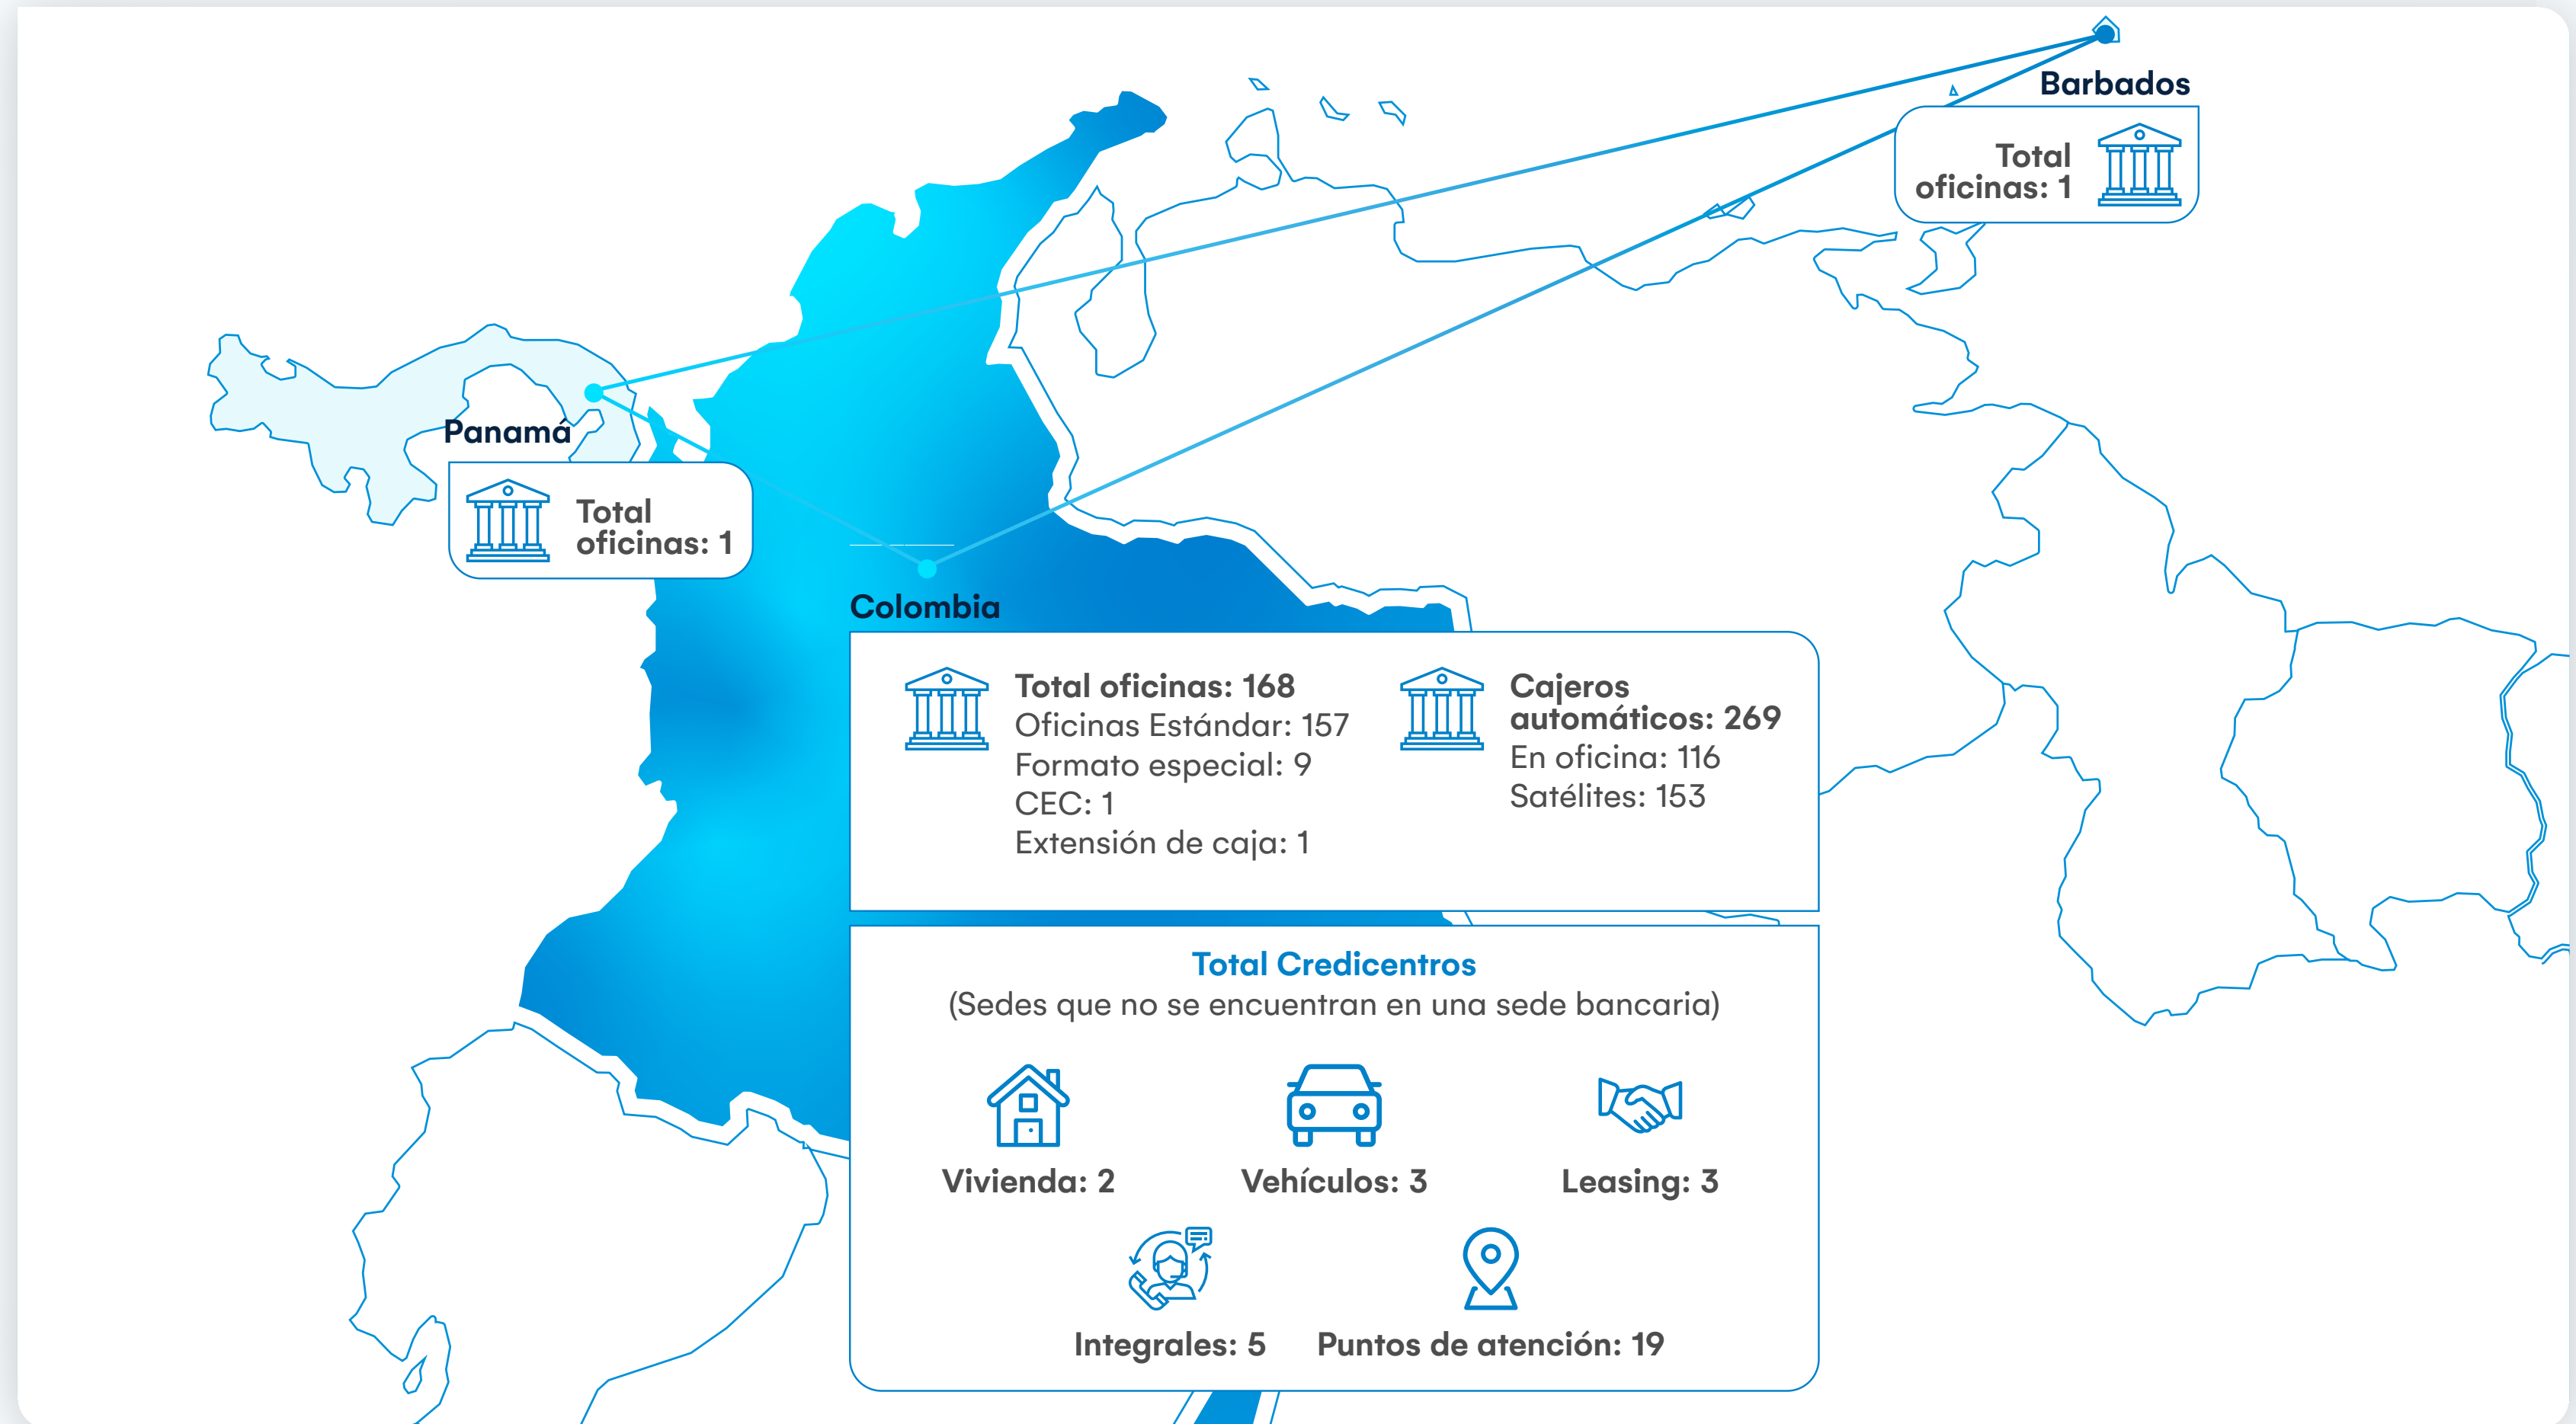 Barbados
Total
oficinas: 1
Panamá
Total
oficinas: 1
Colombia
Total oficinas: 168
Oficinas Estándar: 157
Formato especial: 9
CEC: 1
Extensión de caja: 1
Cajeros
automáticos: 269
En oficina: 116
Satélites: 153
Total Credicentros
(Sedes que no se encuentran en una sede bancaria)
Vivienda: 2
Vehículos: 3
Leasing: 3
Integrales: 5
Puntos de atención: 19